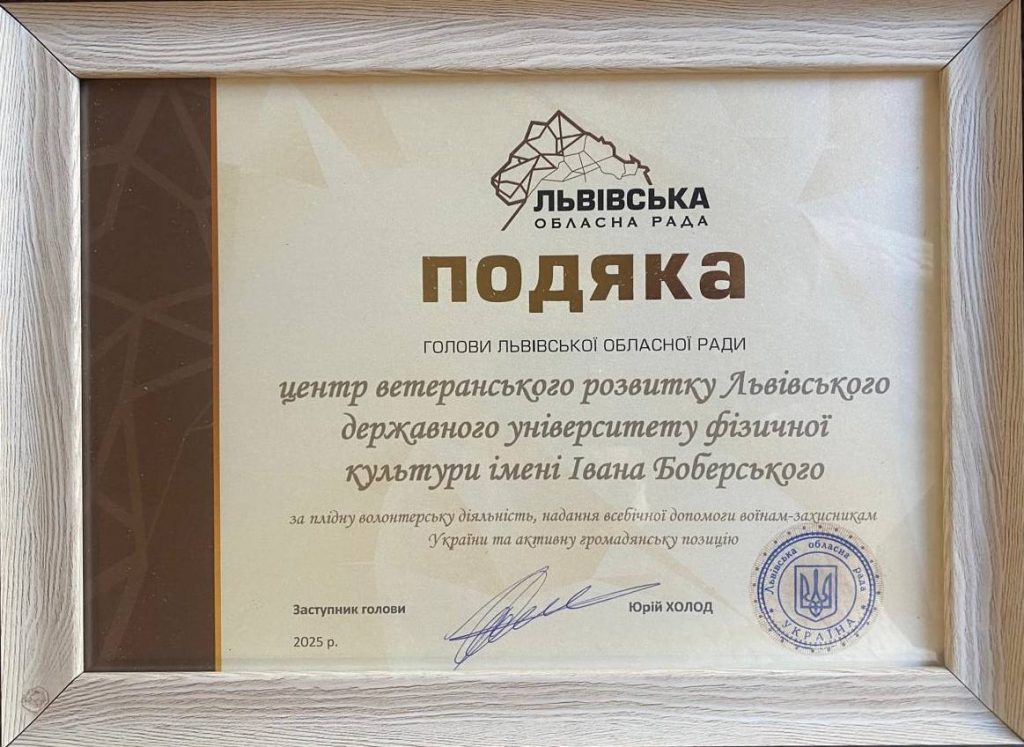 ЛЬВІВСЬКА
ОБЛАСНА РАДА
ПОДЯКА
ГОЛОВИ ЛЬВІВСЬКОЇ ОБЛАСНОЇ РАДИ
центр ветеранського розвитку Львівського
державного університету фізичної
культури імені Івана Боберського
за плідну волонтерську діяльність, надання всебічної допомоги воїнам-захисникам
України та активну громадянську позицію
Заступник голови
Юрій ХОЛОД
2025 р.
Львівська обласна рада
УКРАЇНА